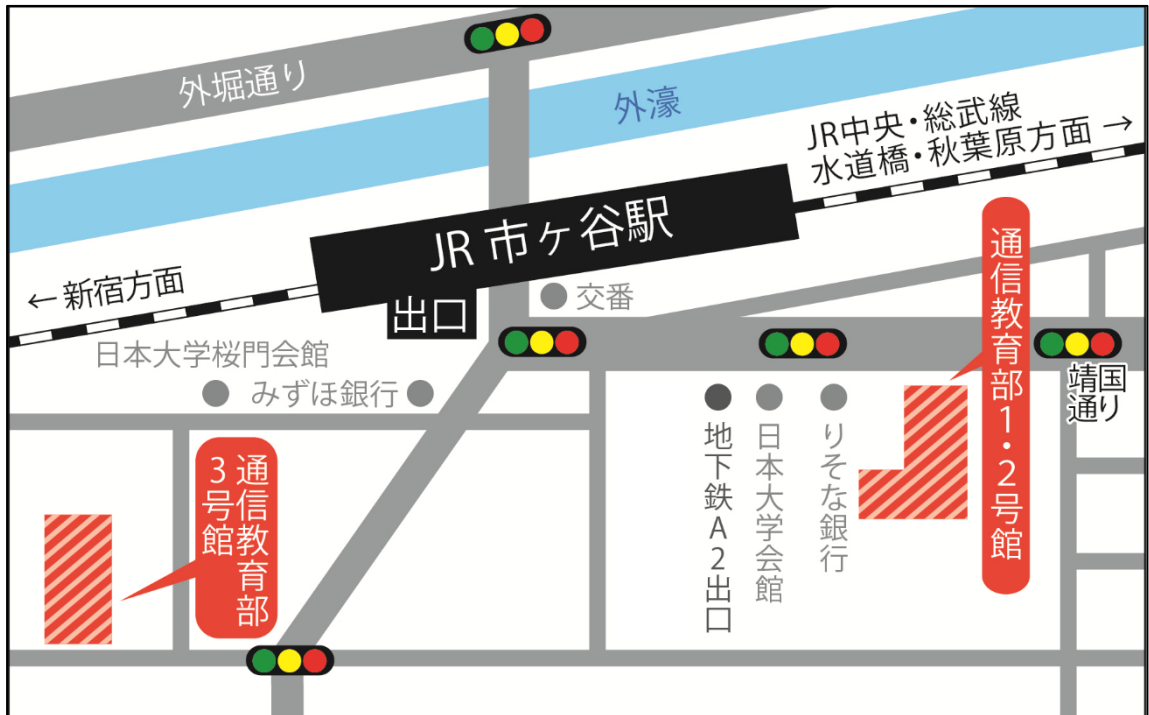 外堀通り
外濠
JR中央・総武線
水道橋・秋葉原方面 →
JR 市ヶ谷駅
← 新宿方面
出口
交番
日本大学桜門会館
みずほ銀行
靖国
通り
通信教育部1・2号館
地下鉄A2出口
日本大学会館
りそな銀行
通信教育部
3号館